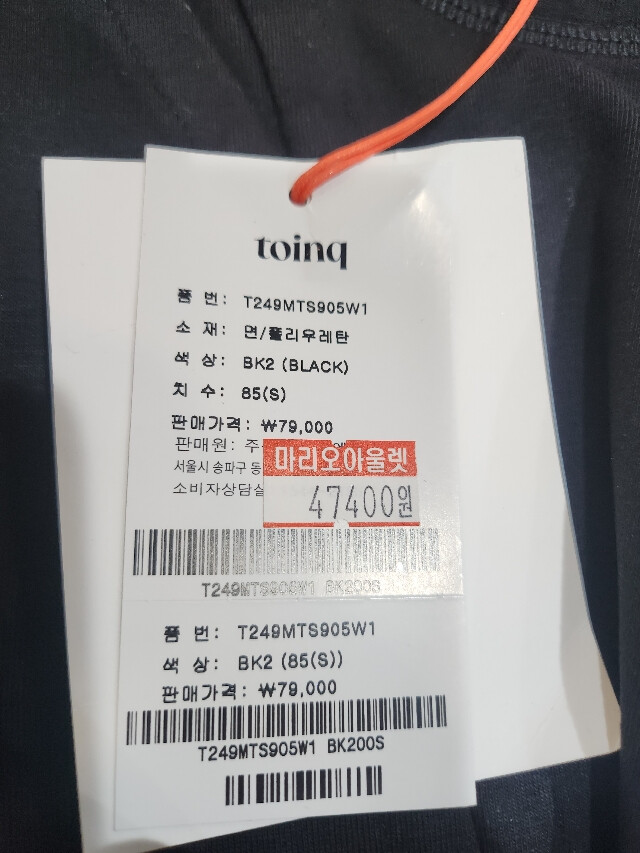 toinq
품 번: T249MTS905W1
소 재: 면/폴리우레탄
색 상: BK2 (BLACK)
치 수: 85(S)
판매가격: ₩79,000
판매원: 주
서울시 송파구
소비자상담실
마리오아울렛
47400원
T249MTS905W1 BK200S
품 번: T249MTS905W1
색 상: BK2 (85(S))
판매가격: ₩79,000
T249MTS905W1 BK200S